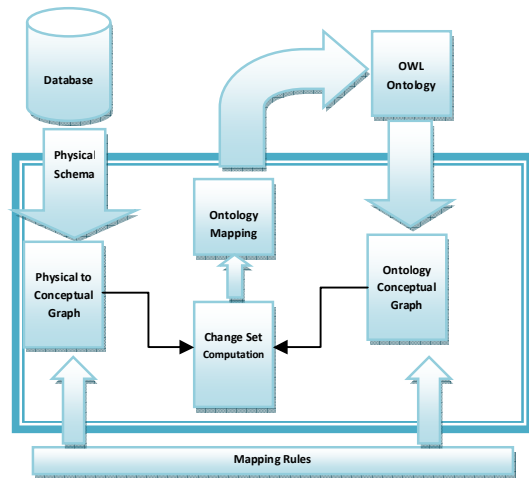 Database
OWL
Ontology
Physical
Schema
Ontology
Mapping
Physical to
Conceptual
Graph
Ontology
Conceptual
Graph
Change Set
Computation
Mapping Rules